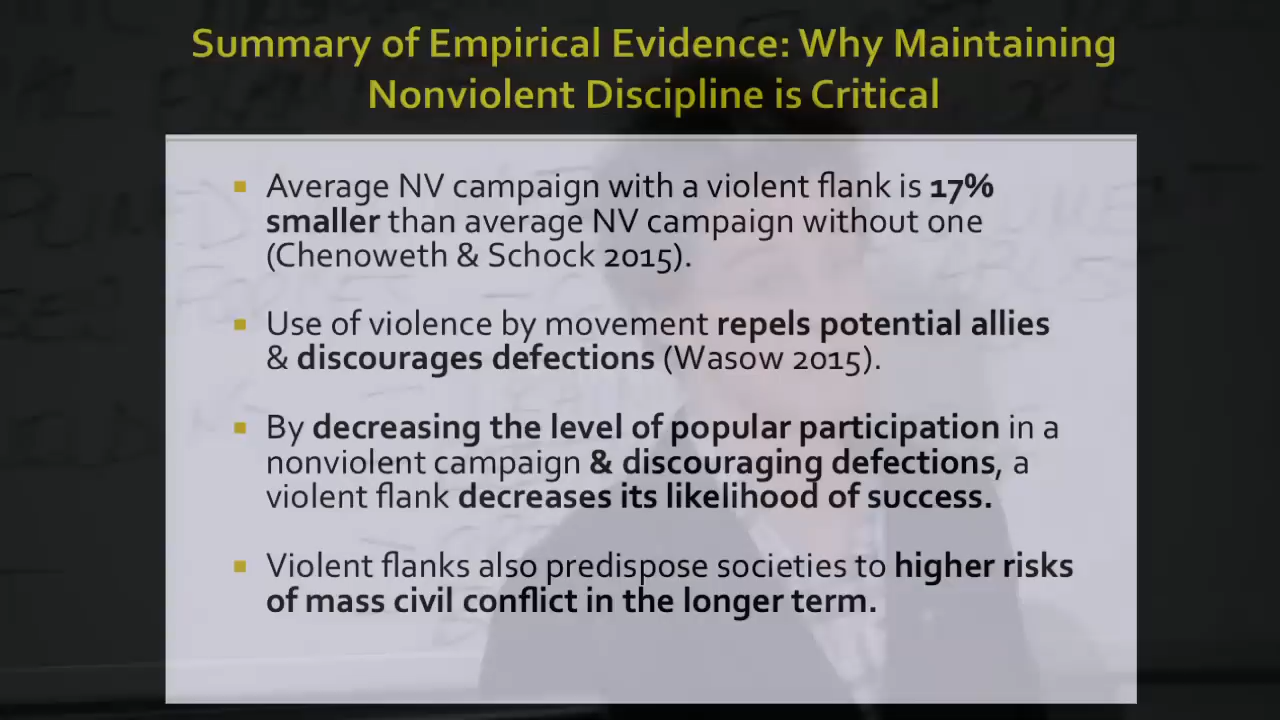 Summary of Empirical Evidence: Why Maintaining
Nonviolent Discipline is Critical
Average NV campaign with a violent flank is 17%
smaller than average NV campaign without one
(Chenoweth & Schock 2015).
Use of violence by movement repels potential allies
& discourages defections (Wasow 2015).
By decreasing the level of popular participation in a
nonviolent campaign & discouraging defections, a
violent flank decreases its likelihood of success.
Violent flanks also predispose societies to higher risks
of mass civil conflict in the longer term.